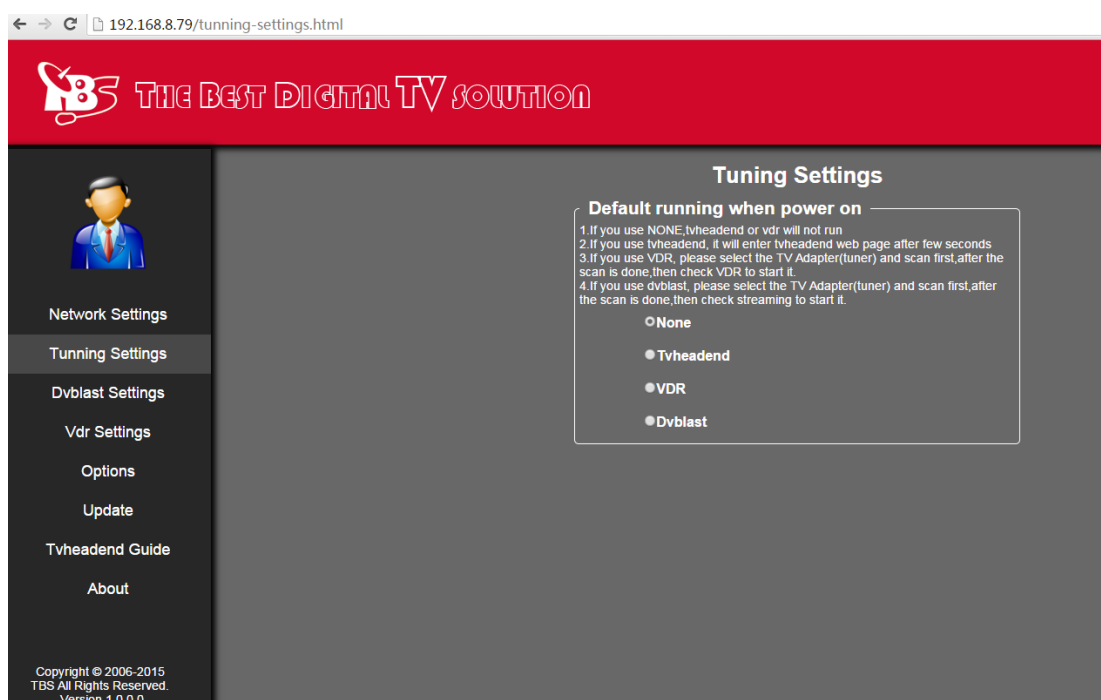 192.168.8.79/tunning-settings.html
TBS THE BEST DIGITAL TV SOLUTION
Tuning Settings
Default running when power on
1.If you use NONE,tvheadend or vdr will not run
2.If you use tvheadend, it will enter tvheadend web page after few seconds
3.If you use VDR, please select the TV Adapter(tuner) and scan first,after the
scan is done,then check VDR to start it.
4.If you use dvblast, please select the TV Adapter(tuner) and scan first,after
the scan is done,then check streaming to start it.
None
Tvheadend
VDR
Dvblast
Network Settings
Tunning Settings
Dvblast Settings
Vdr Settings
Options
Update
Tvheadend Guide
About
Copyright © 2006-2015
TBS All Rights Reserved.
Version 1.0.0.0